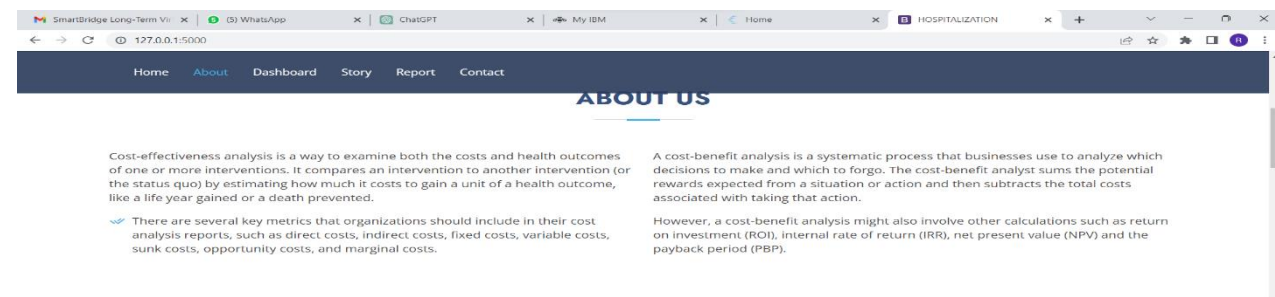 SmartBridge Long-Term Vir
(5) WhatsApp
ChatGPT
My IBM
Home
B HOSPITALIZATION
127.0.0.1:5000
R
Home About Dashboard Story Report Contact
ABOUT US
Cost-effectiveness analysis is a way to examine both the costs and health outcomes
of one or more interventions. It compares an intervention to another intervention (or
the status quo) by estimating how much it costs to gain a unit of a health outcome,
like a life year gained or a death prevented.
There are several key metrics that organizations should include in their cost
analysis reports, such as direct costs, indirect costs, fixed costs, variable costs,
sunk costs, opportunity costs, and marginal costs.
A cost-benefit analysis is a systematic process that businesses use to analyze which
decisions to make and which to forgo. The cost-benefit analyst sums the potential
rewards expected from a situation or action and then subtracts the total costs
associated with taking that action.
However, a cost-benefit analysis might also involve other calculations such as return
on investment (ROI), internal rate of return (IRR), net present value (NPV) and the
payback period (PBP).